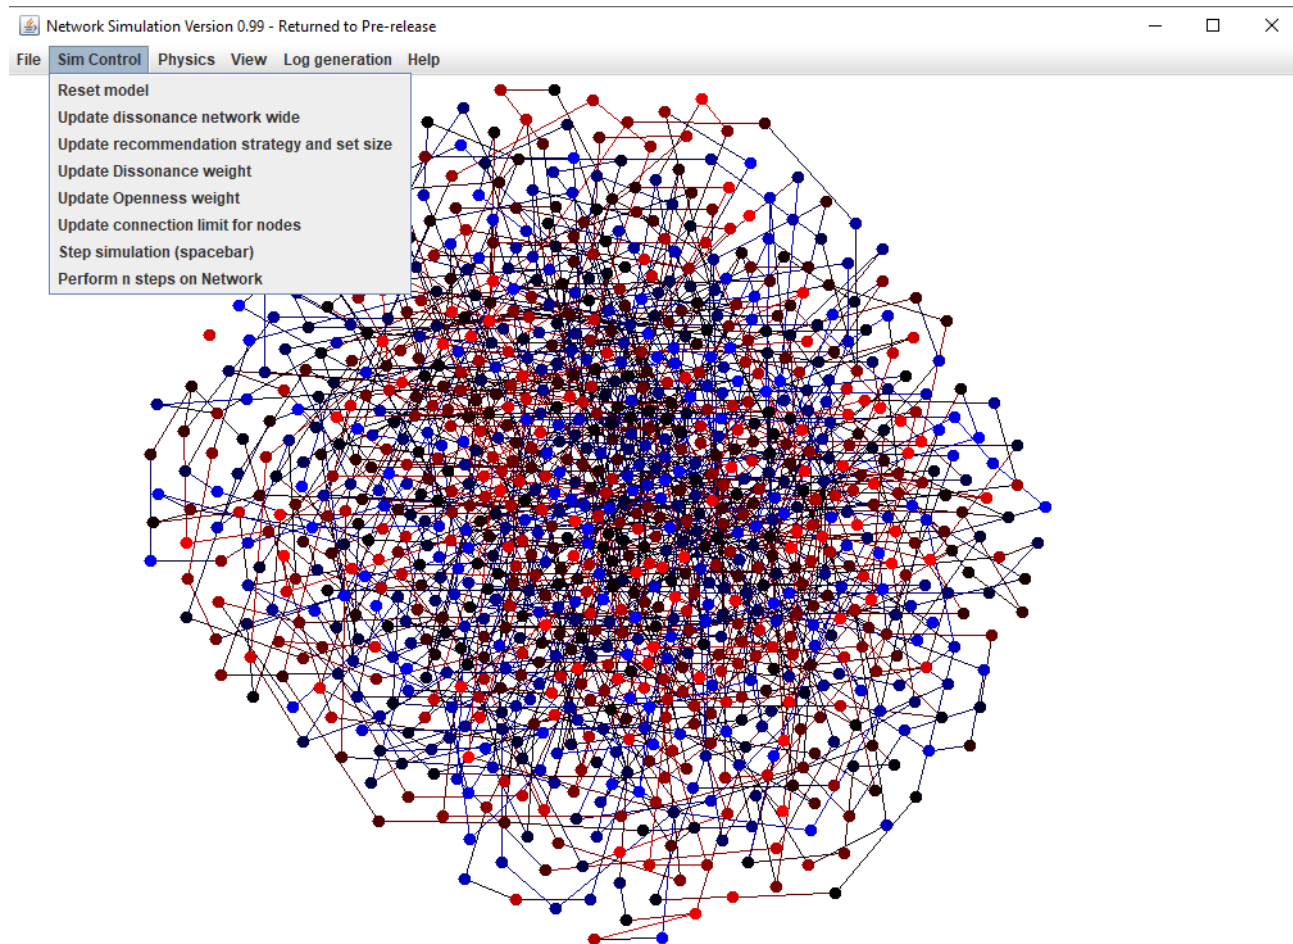 Network Simulation Version 0.99 - Returned to Pre-release
File Sim Control Physics View Log generation Help
Reset model
Update dissonance network wide
Update recommendation strategy and set size
Update Dissonance weight
Update Openness weight
Update connection limit for nodes
Step simulation (spacebar)
Perform n steps on Network